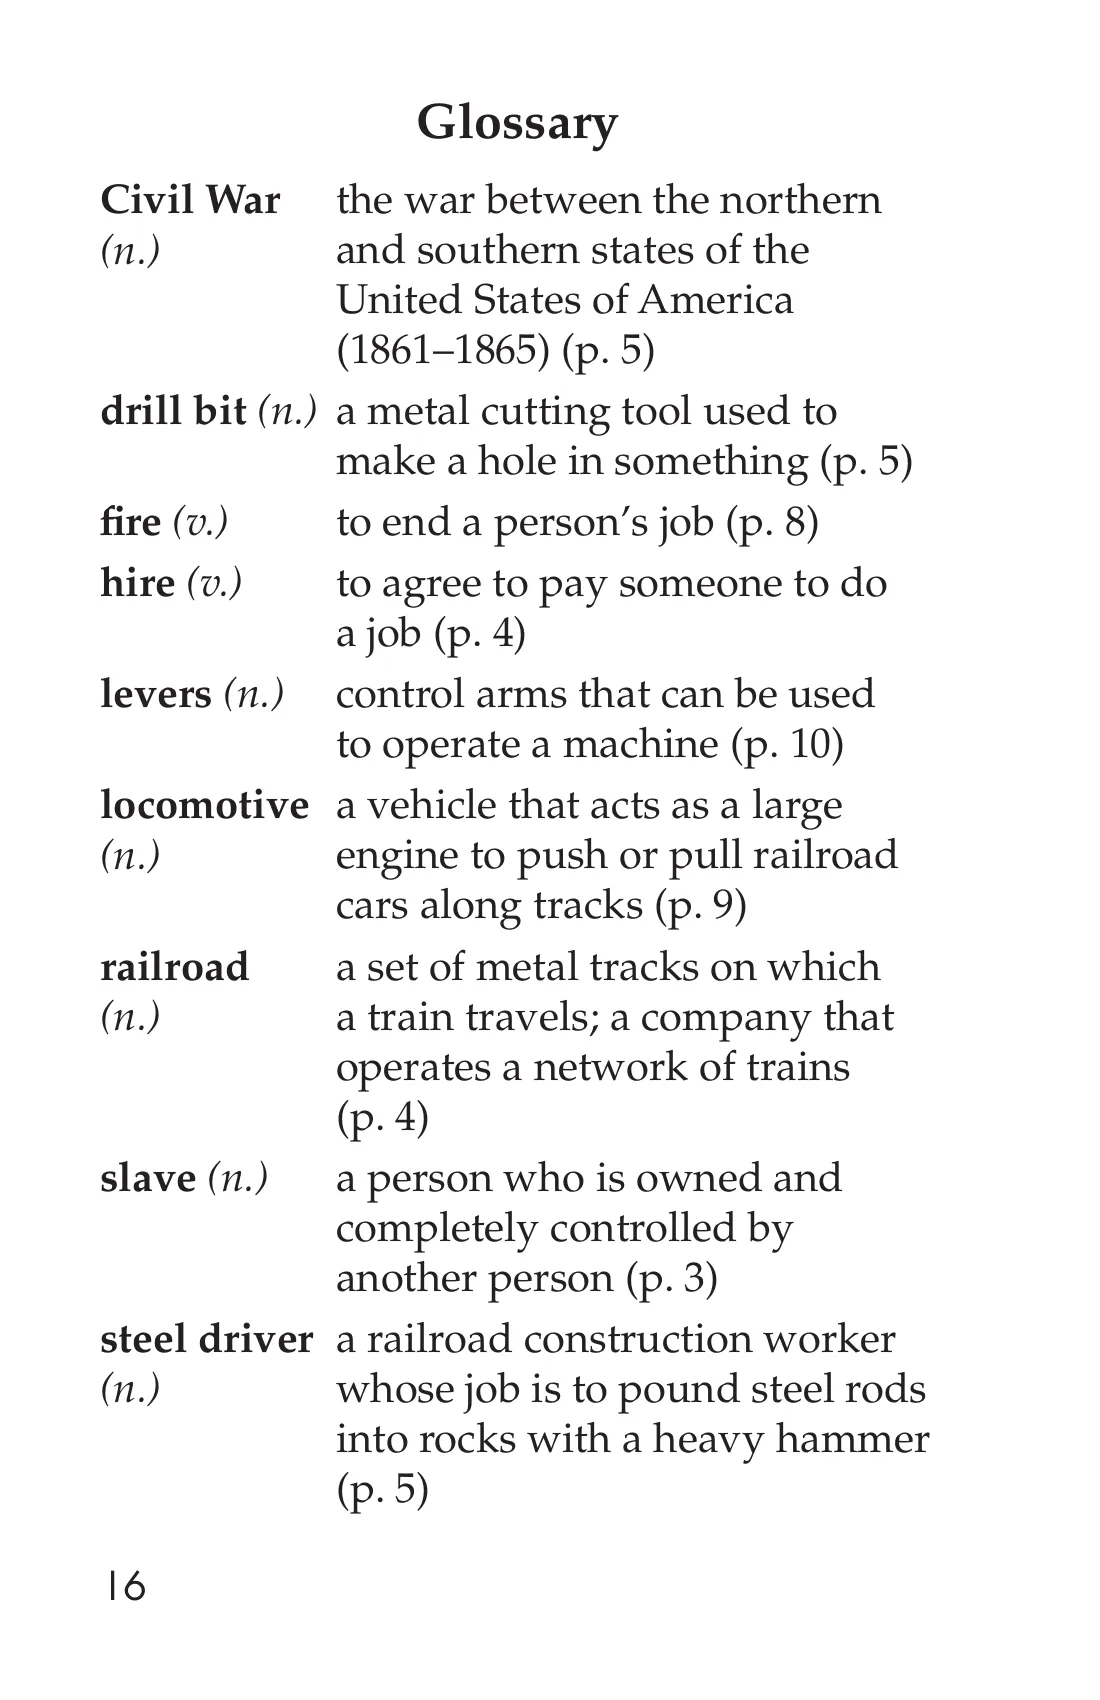 Glossary
Civil War the war between the northern
(n.) and southern states of the
United States of America
(1861–1865) (p. 5)
drill bit (n.) a metal cutting tool used to
make a hole in something (p. 5)
fire (v.) to end a person’s job (p. 8)
hire (v.) to agree to pay someone to do
a job (p. 4)
levers (n.) control arms that can be used
to operate a machine (p. 10)
locomotive a vehicle that acts as a large
(n.) engine to push or pull railroad
cars along tracks (p. 9)
railroad a set of metal tracks on which
(n.) a train travels; a company that
operates a network of trains
(p. 4)
slave (n.) a person who is owned and
completely controlled by
another person (p. 3)
steel driver a railroad construction worker
(n.) whose job is to pound steel rods
into rocks with a heavy hammer
(p. 5)
16